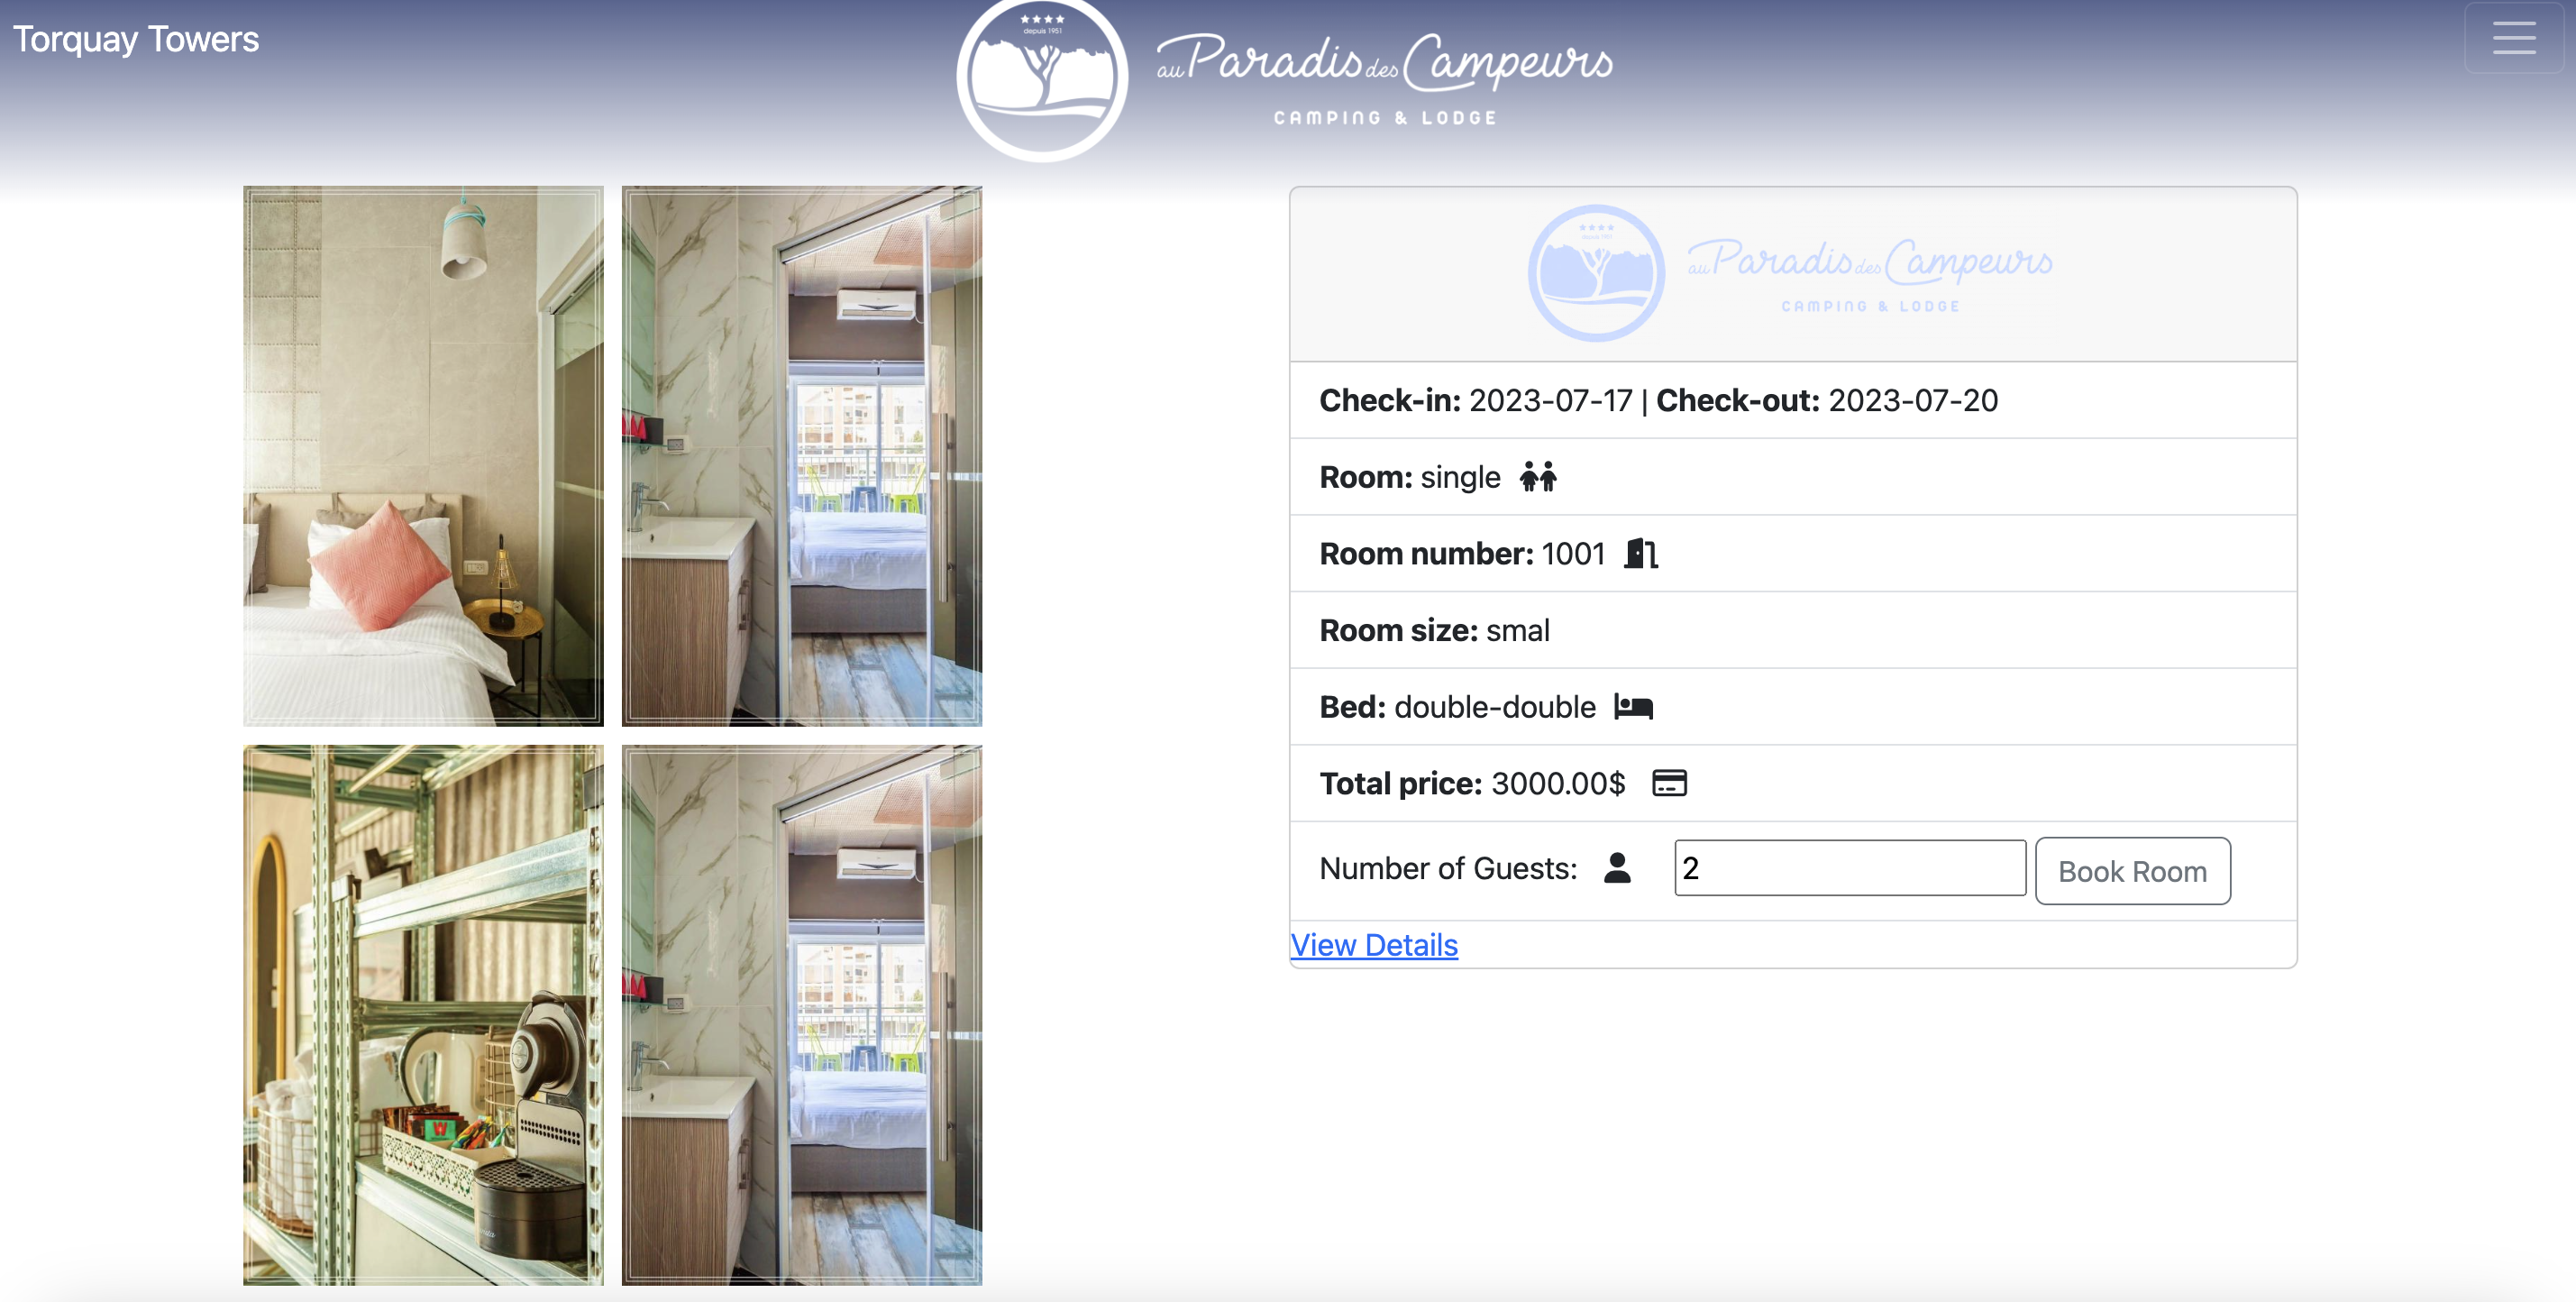 Torquay Towers
★★★★
depuis 1951
au Paradis des Campeurs
CAMPING & LODGE
★★★★
depuis 1951
au Paradis des Campeurs
CAMPING & LODGE
Check-in: 2023-07-17 | Check-out: 2023-07-20
Room: single
Room number: 1001
Room size: smal
Bed: double-double
Total price: 3000.00$
Number of Guests: 2 Book Room
View Details
W